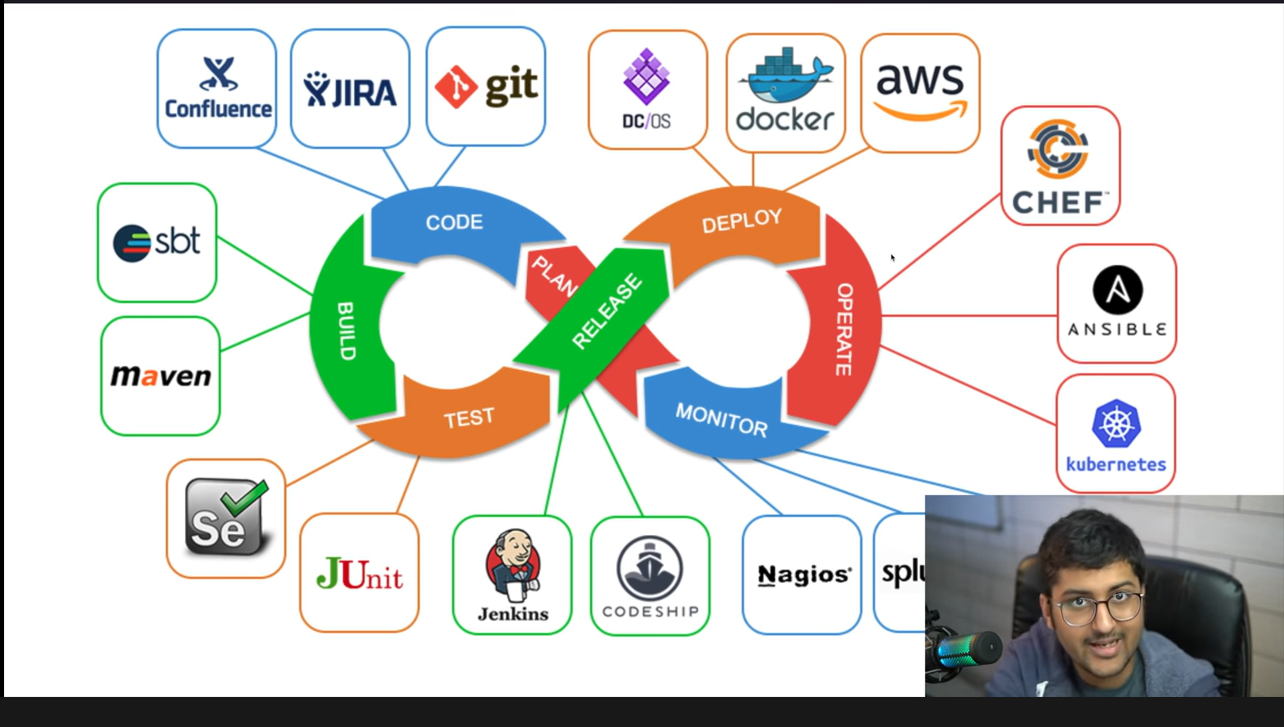 Confluence
JIRA
git
DC/OS
docker
aws
CHEF™
sbt
CODE
DEPLOY
PLAN
RELEASE
BUILD
OPERATE
ANSIBLE
maven
TEST
MONITOR
kubernetes
Se
JUnit
Jenkins
CODESHIP
Nagios®
splu